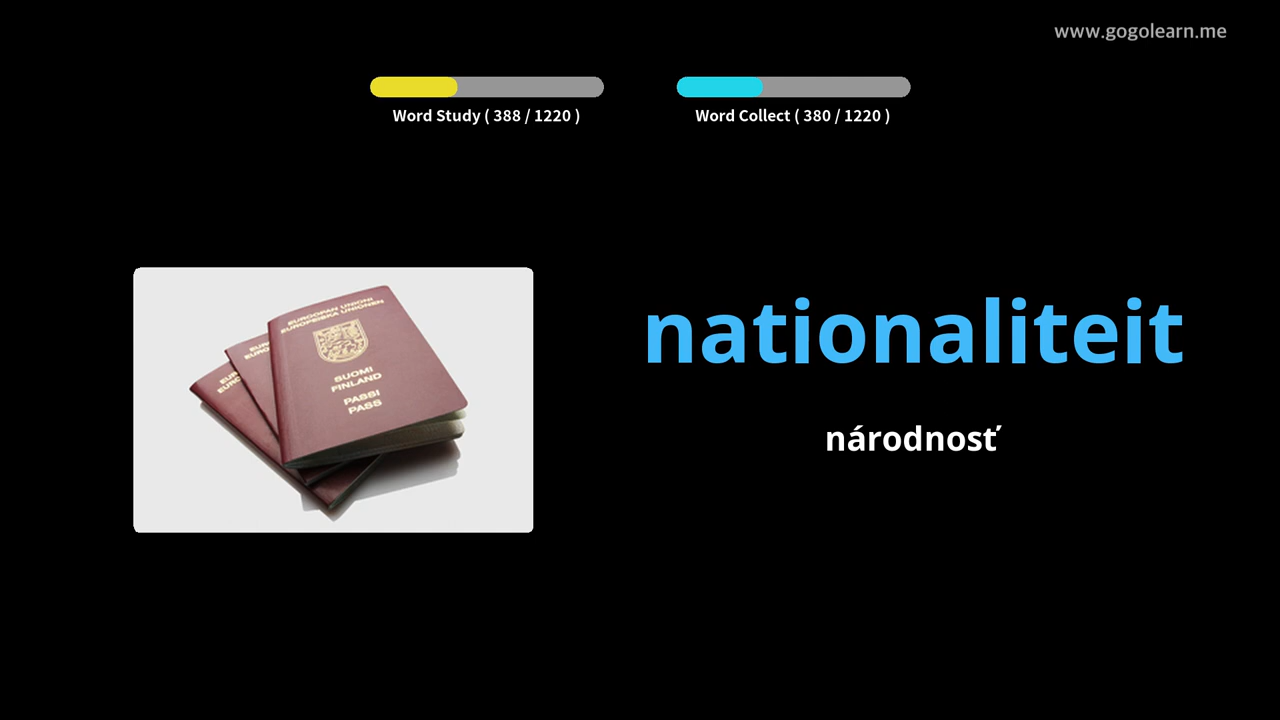 www.gogolearn.me
Word Study ( 388 / 1220 )
Word Collect ( 380 / 1220 )
nationaliteit
národnosť
EUROOPAN UNIONI
EUROPEISKA UNIONEN
SUOMI
FINLAND
PASSI
PASS